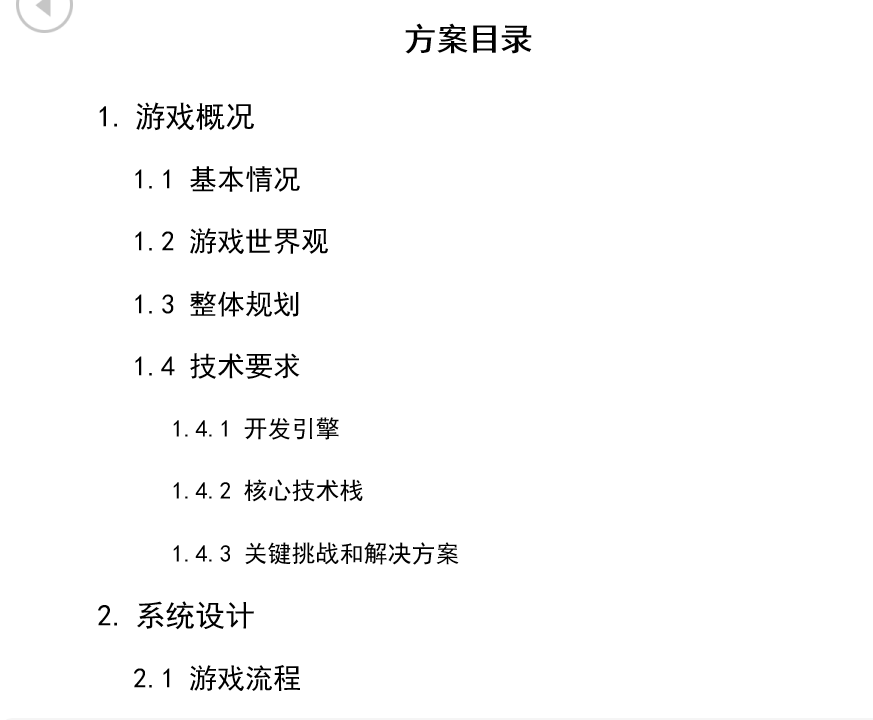 方案目录
1. 游戏概况
1.1 基本情况
1.2 游戏世界观
1.3 整体规划
1.4 技术要求
1.4.1 开发引擎
1.4.2 核心技术栈
1.4.3 关键挑战和解决方案
2. 系统设计
2.1 游戏流程